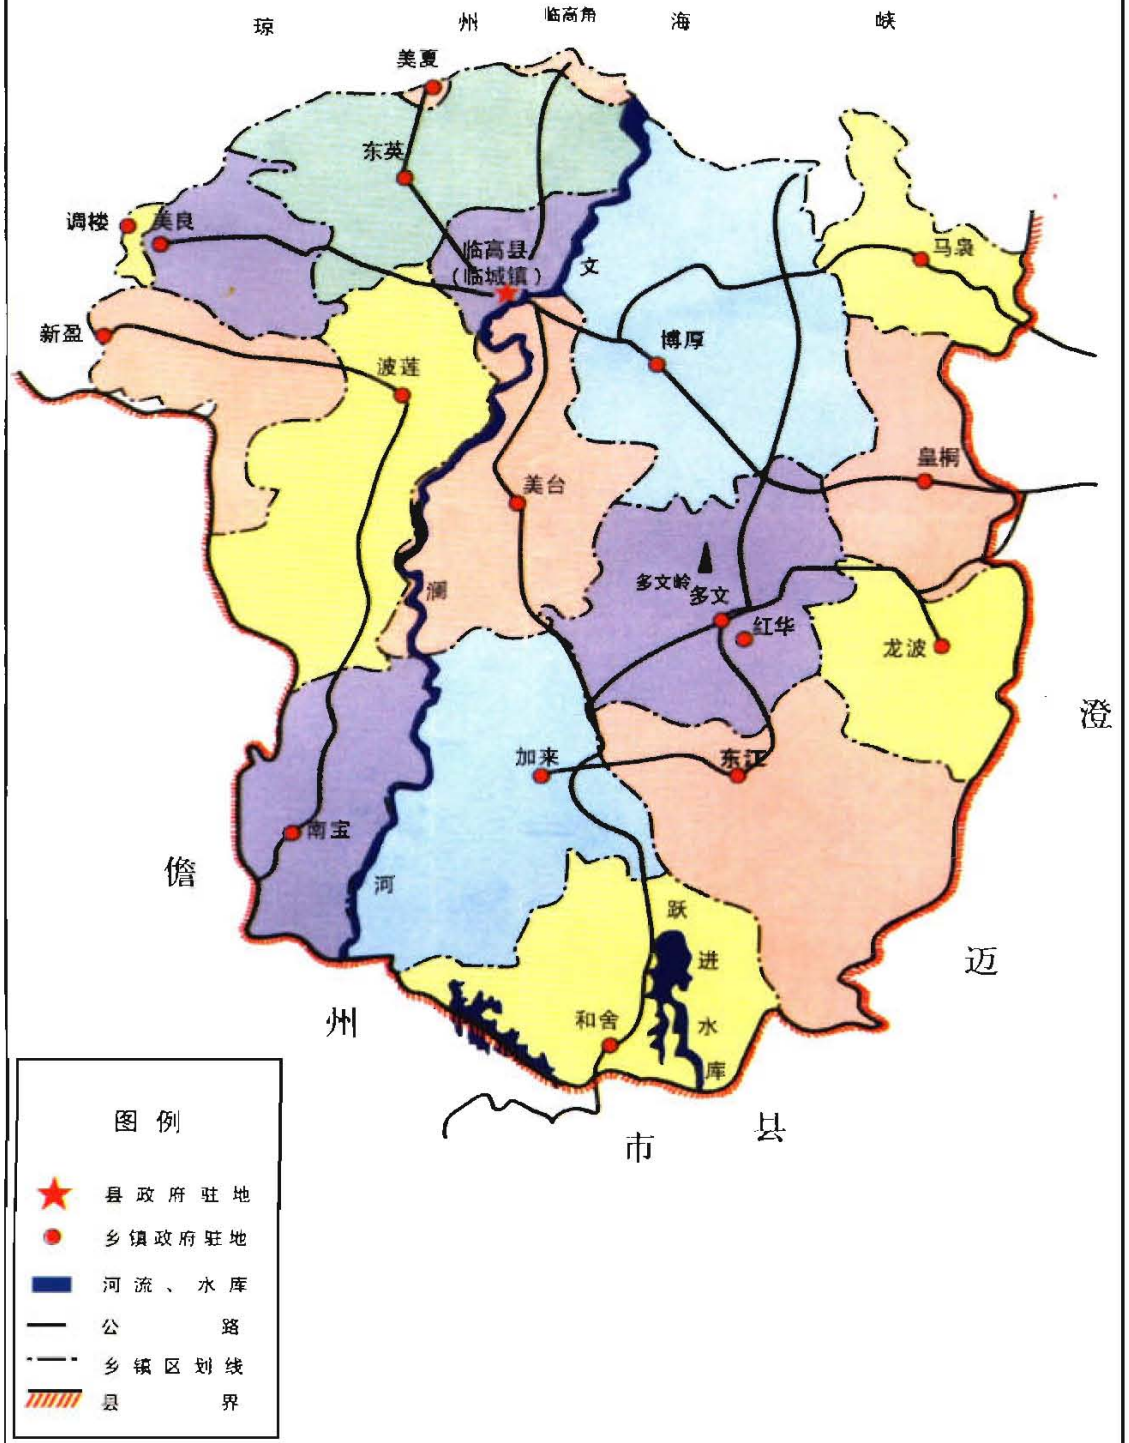 琼州海峡
临高角
美夏
东英
调楼
美良
临高县
(临城镇)
文
马袅
新盈
博厚
波莲
皇桐
美台
多文岭
多文
澜
红华
龙波
澄
加来
东江
南宝
儋
河
跃
进
迈
和舍
水
州
库
县
市
图例
县政府驻地
乡镇政府驻地
河流、水库
公路
乡镇区划线
县界